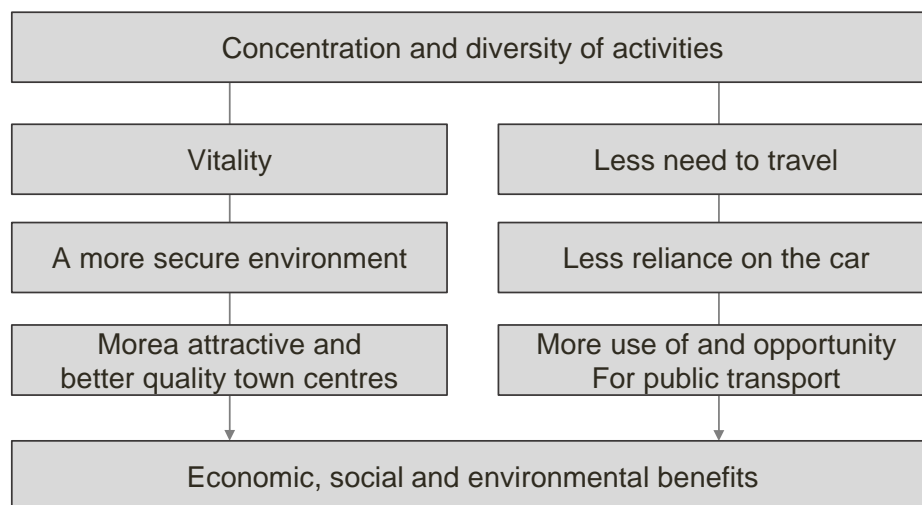 Concentration and diversity of activities
Vitality
Less need to travel
A more secure environment
Less reliance on the car
Morea attractive and
better quality town centres
More use of and opportunity
For public transport
Economic, social and environmental benefits